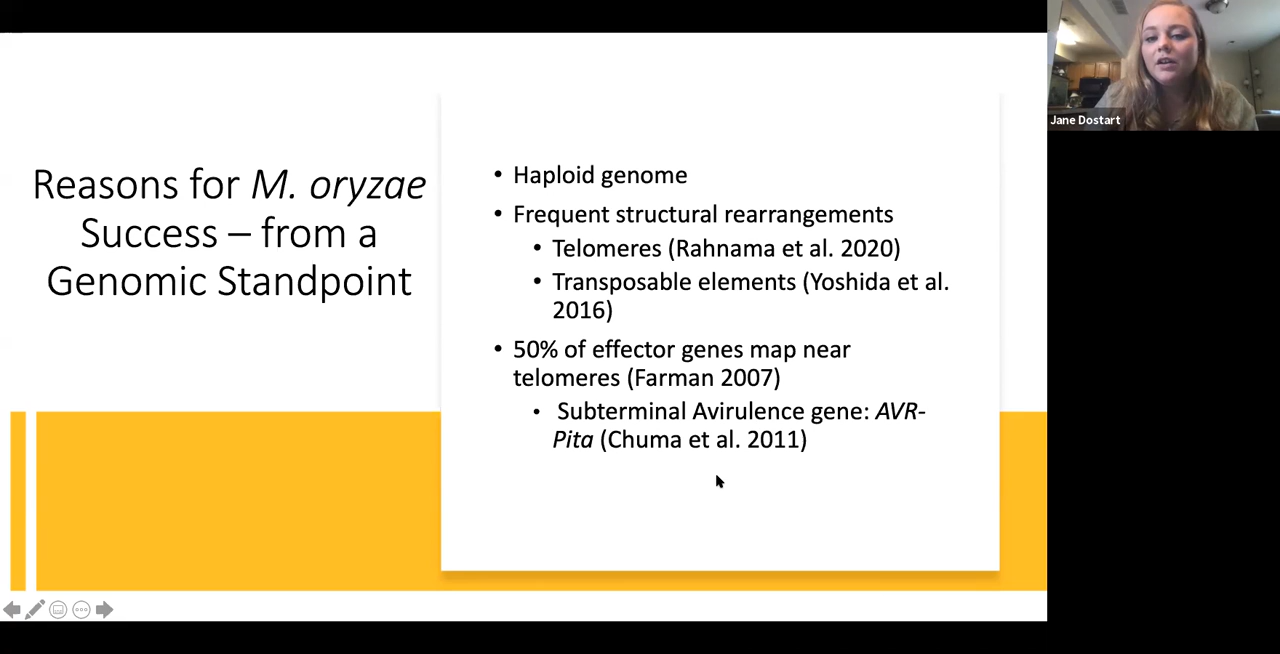 Reasons for M. oryzae
Success – from a
Genomic Standpoint
• Haploid genome
• Frequent structural rearrangements
• Telomeres (Rahnama et al. 2020)
• Transposable elements (Yoshida et al.
2016)
• 50% of effector genes map near
telomeres (Farman 2007)
• Subterminal Avirulence gene: AVR-
Pita (Chuma et al. 2011)
Jane Dostart